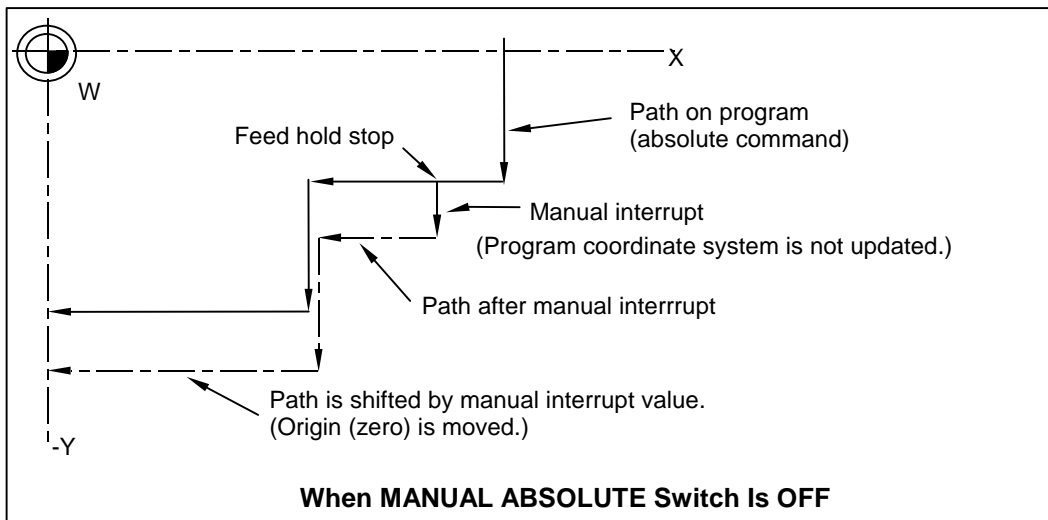 X
W
Path on program
(absolute command)
Feed hold stop
Manual interrupt
(Program coordinate system is not updated.)
Path after manual interrrupt
Path is shifted by manual interrupt value.
(Origin (zero) is moved.)
-Y
When MANUAL ABSOLUTE Switch Is OFF